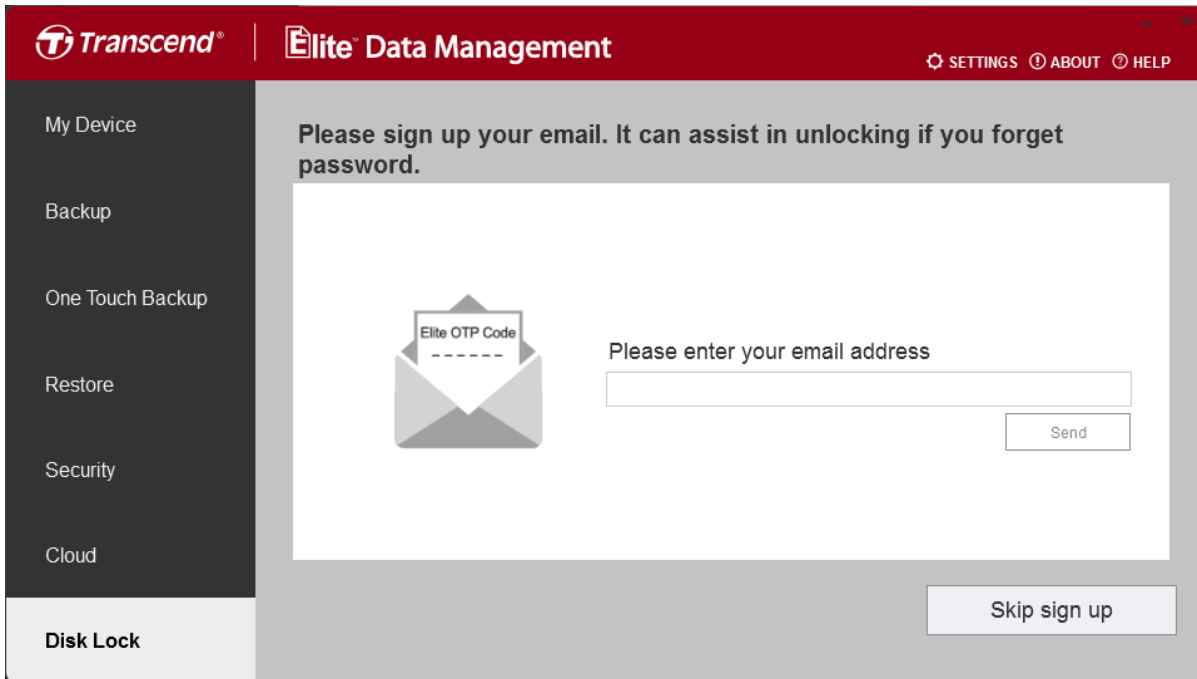 Transcend®
Elite™ Data Management
SETTINGS
ABOUT
HELP
My Device
Backup
One Touch Backup
Restore
Security
Cloud
Disk Lock
Please sign up your email. It can assist in unlocking if you forget
password.
Elite OTP Code
------
Please enter your email address
Send
Skip sign up